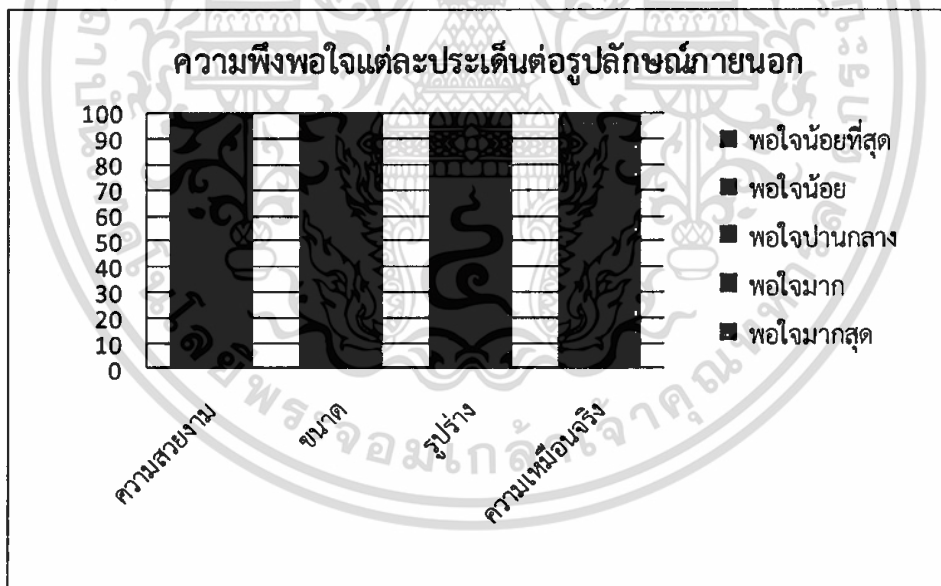 ความพึงพอใจแต่ละประเด็นต่อรูปลักษณ์ภายนอก
100
90
80
70
60
50
40
30
20
10
0
ความสวยงาม
ขนาด
รูปร่าง
ความเหมือนจริง
พอใจน้อยที่สุด
พอใจน้อย
พอใจปานกลาง
พอใจมาก
พอใจมากสุด